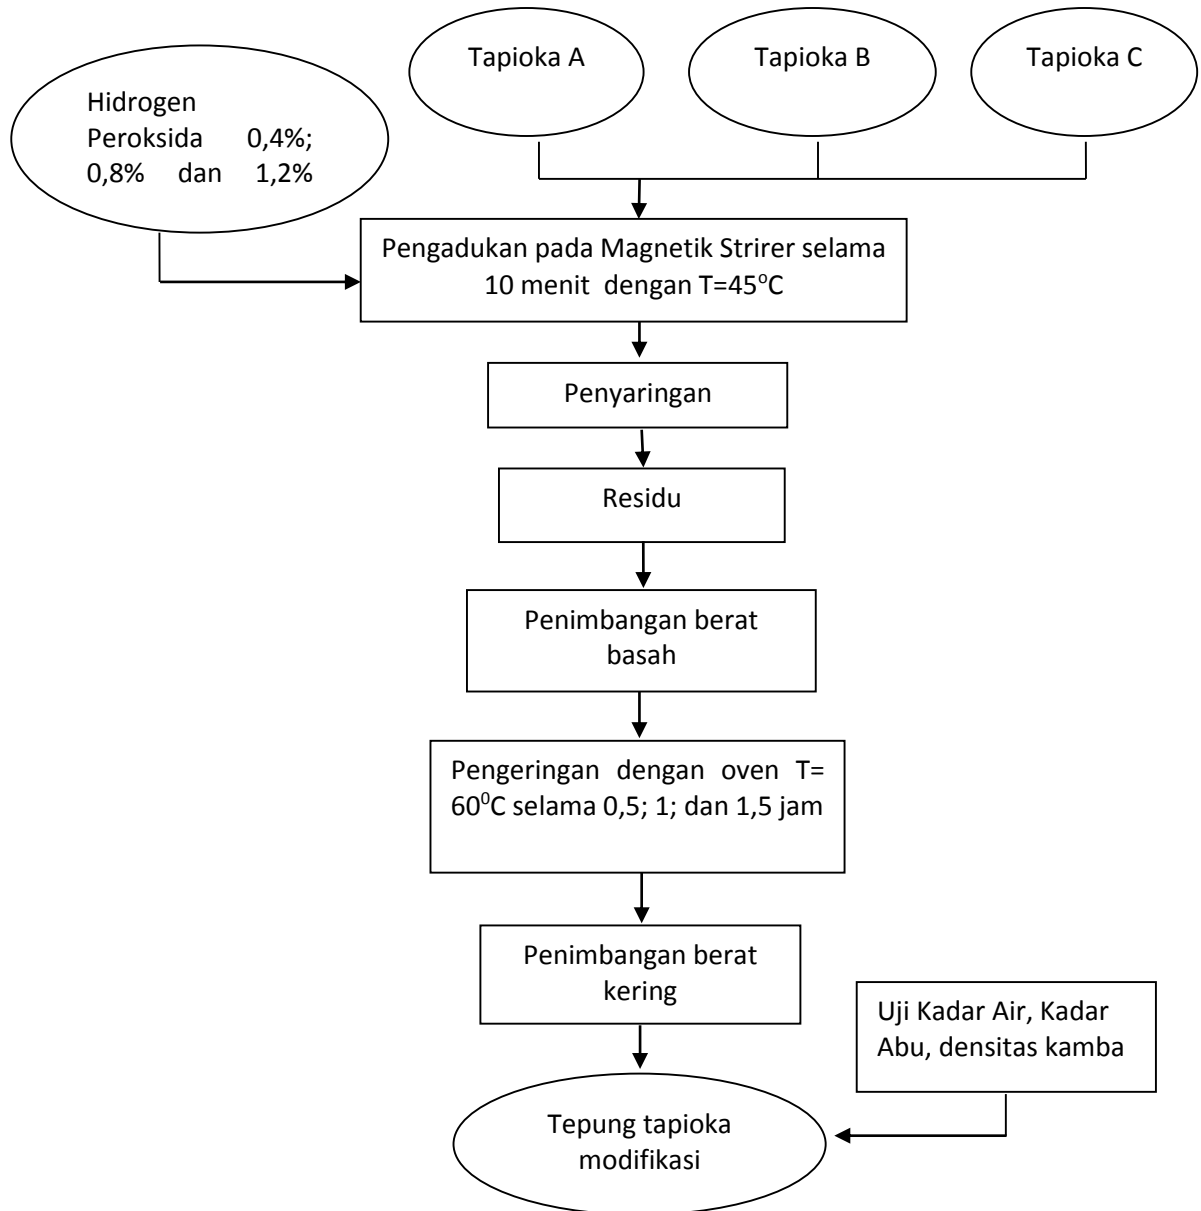 Tapioka A
Tapioka B
Tapioka C
Hidrogen
Peroksida 0,4%;
0,8% dan 1,2%
Pengadukan pada Magnetik Strirer selama
10 menit dengan T=45°C
Penyaringan
Residu
Penimbangan berat
basah
Pengeringan dengan oven T=
60⁰C selama 0,5; 1; dan 1,5 jam
Penimbangan berat
kering
Uji Kadar Air, Kadar
Abu, densitas kamba
Tepung tapioka
modifikasi